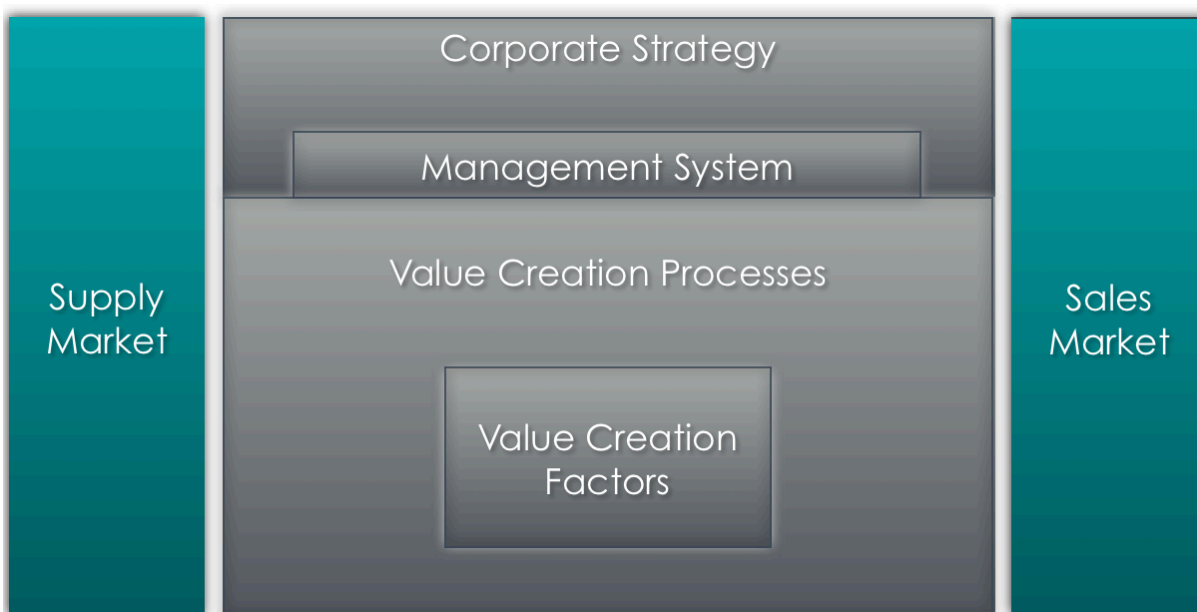 Corporate Strategy
Management System
Value Creation Processes
Supply
Market
Sales
Market
Value Creation
Factors